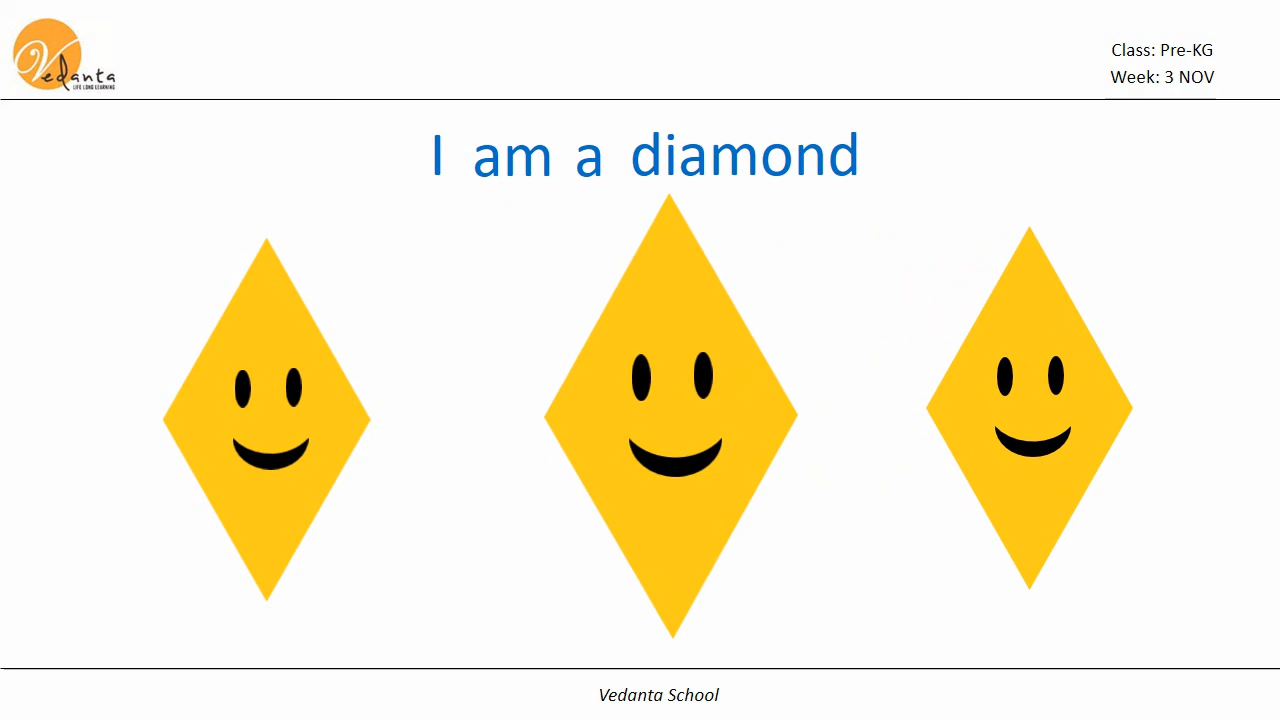 Vedanta
LIFE LONG LEARNING
Class: Pre-KG
Week: 3 NOV
I am a diamond
Vedanta School